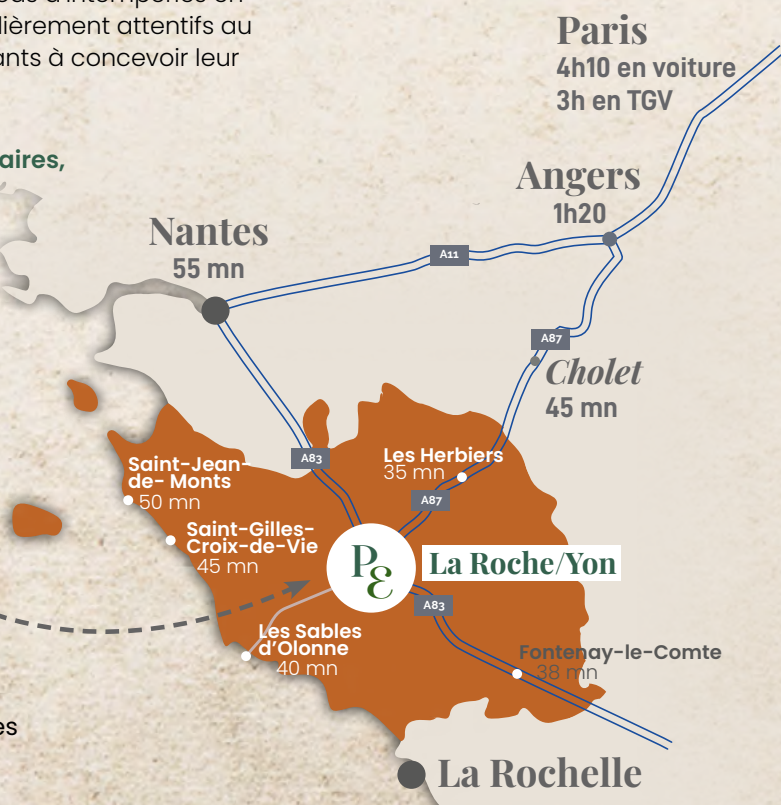 lièrement attentifs au
ants à concevoir leur
aires,
Paris
4h10 en voiture
3h en TGV
Angers
1h20
Nantes
55 mn
A11
A87
Cholet
45 mn
A83
Les Herbiers
35 mn
A87
Saint-Jean-
de- Monts
50 mn
Saint-Gilles-
Croix-de-Vie
45 mn
PE
La Roche/Yon
A83
Les Sables
d'Olonne
40 mn
Fontenay-le-Comte
38 mn
es
La Rochelle